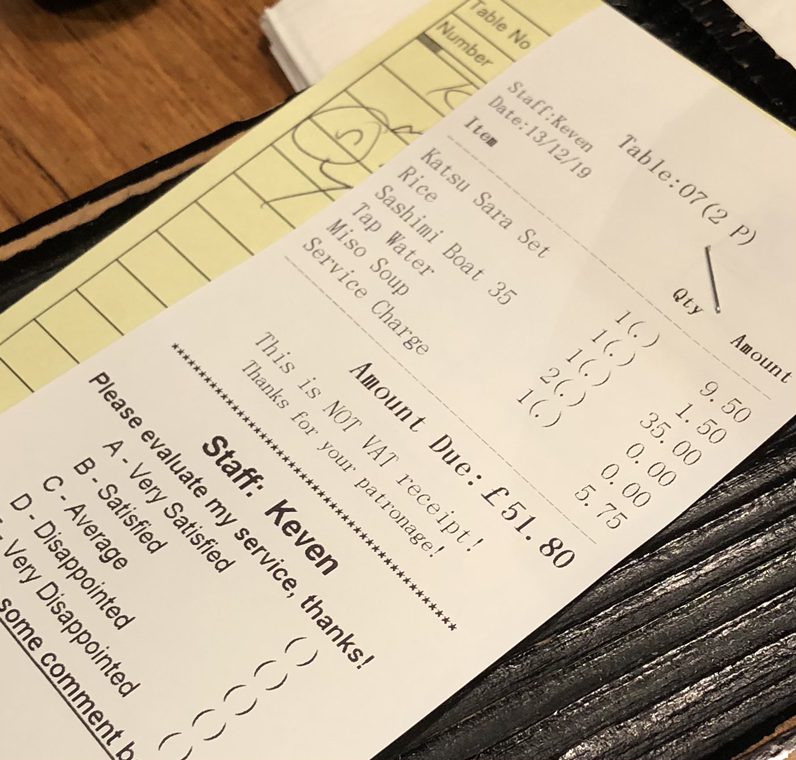 Table No
Number
Table:07(2 P)
Staff:Keven
Date:13/12/19
Item Qty Amount
Katsu Sara Set 1(.) 9.50
Rice 1(.) 1.50
Sashimi Boat 35 1(.) 35.00
Tap Water 2(.) 0.00
Miso Soup 1(.) 0.00
Service Charge 5.75
Amount Due: £51.80
This is NOT VAT receipt!
Thanks for your patronage!
***********************************
Staff: Keven
Please evaluate my service, thanks!
A - Very Satisfied ( )
B - Satisfied ( )
C - Average ( )
D - Disappointed ( )
- Very Disappointed ( )
some comment b